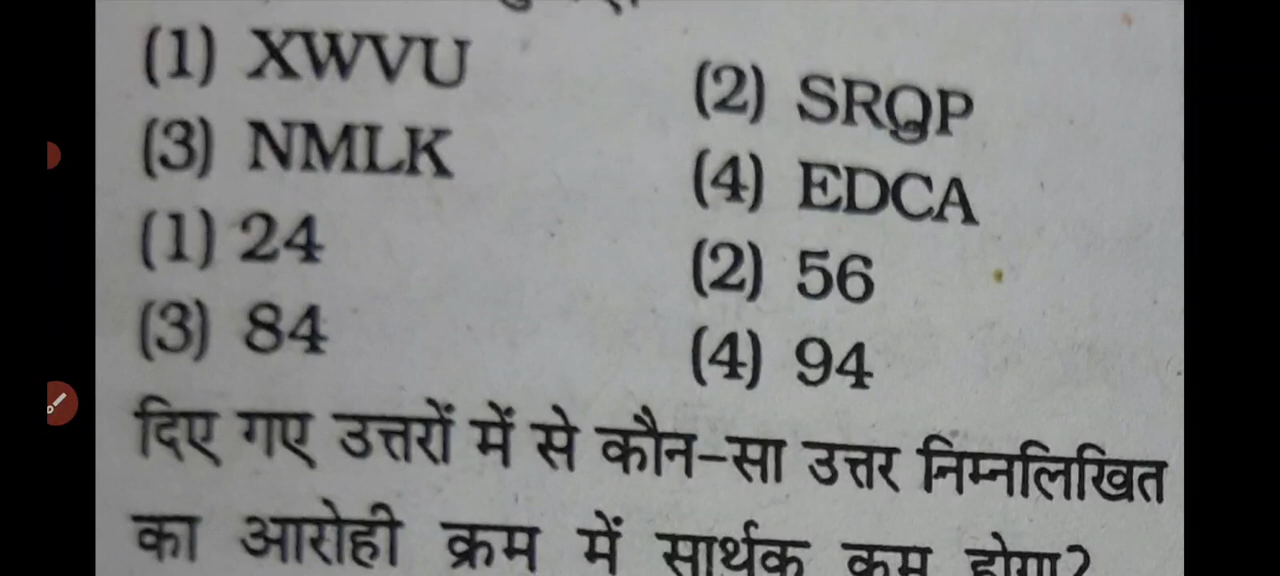 (1) XWVU (2) SRQP
(3) NMLK (4) EDCA
(1) 24 (2) 56
(3) 84 (4) 94
दिए गए उत्तरों में से कौन-सा उत्तर निम्नलिखित
का आरोही क्रम में सार्थक क्रम होगा?